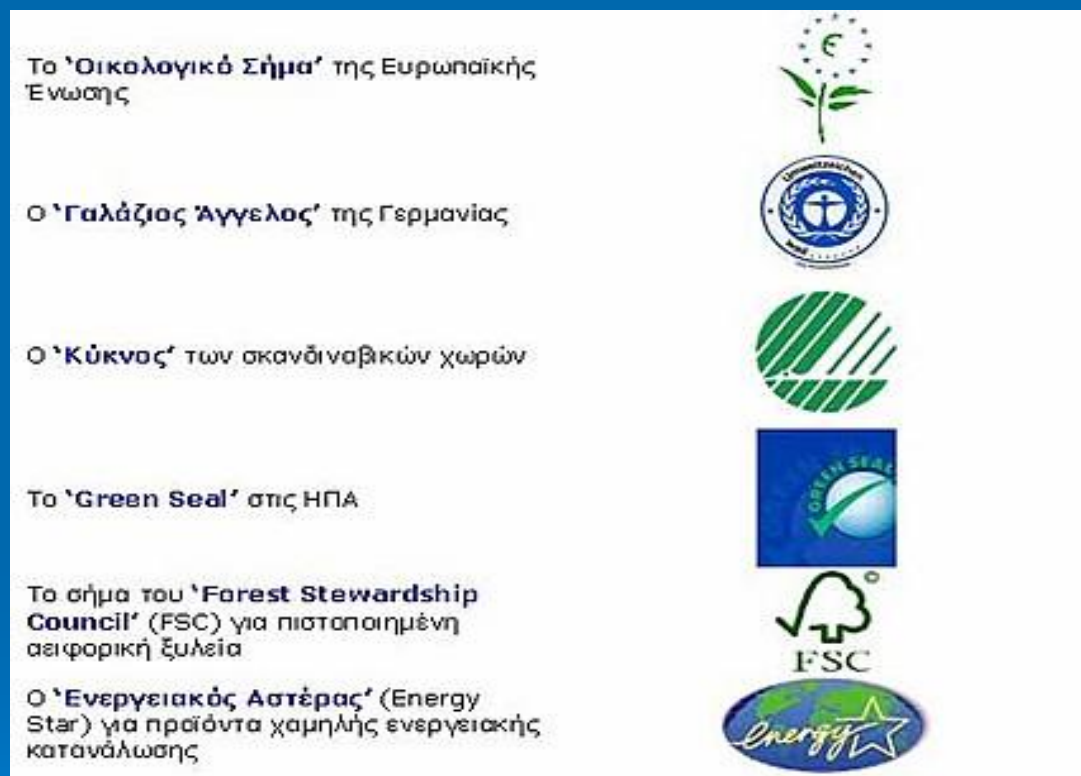 Το ‘Οικολογικό Σήμα’ της Ευρωπαϊκής
Ένωσης
Ο ‘Γαλάζιος Άγγελος’ της Γερμανίας
Umweltzeichen
Ο ‘Κύκνος’ των σκανδιναβικών χωρών
Το ‘Green Seal’ στις ΗΠΑ
GREEN SEAL
Το σήμα του ‘Forest Stewardship
Council’ (FSC) για πιστοποιημένη
αειφορική ξυλεία
©
FSC
Ο ‘Ενεργειακός Αστέρας’ (Energy
Star) για προϊόντα χαμηλής ενεργειακής
κατανάλωσης
energy